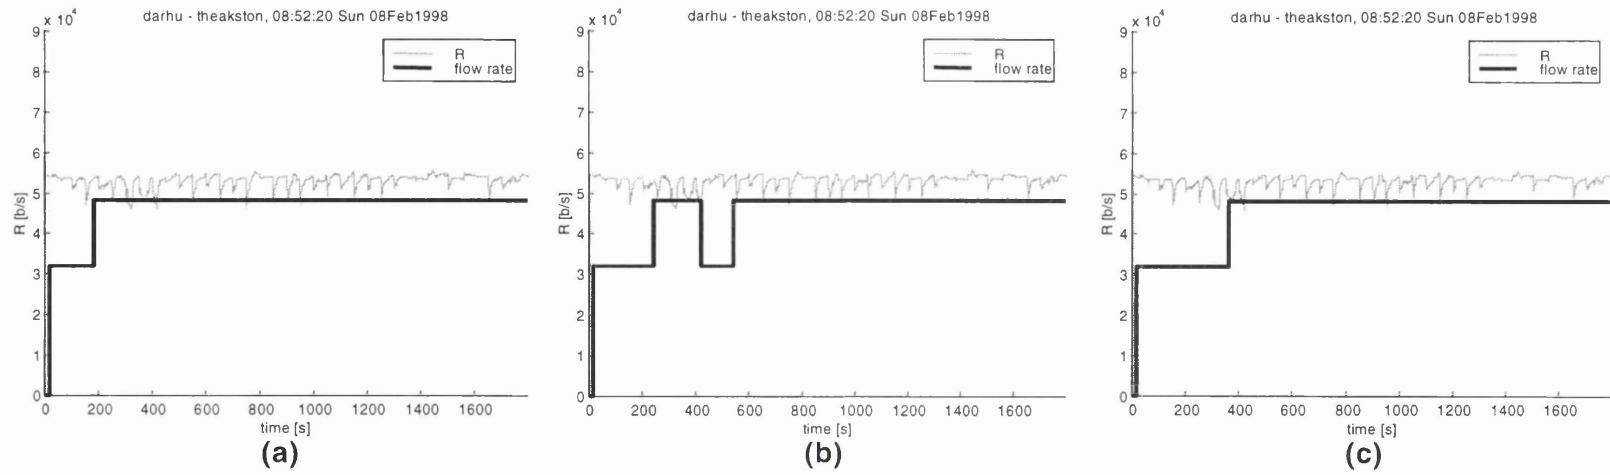 x 10⁴
darhu - theakston, 08:52:20 Sun 08Feb1998
R
flow rate
9
8
7
6
5
4
3
2
1
0
R [b/s]
0 200 400 600 800 1000 1200 1400 1600
time [s]
(a)
x 10⁴
darhu - theakston, 08:52:20 Sun 08Feb1998
R
flow rate
9
8
7
6
5
4
3
2
1
0
R [b/s]
0 200 400 600 800 1000 1200 1400 1600
time [s]
(b)
x 10⁴
darhu - theakston, 08:52:20 Sun 08Feb1998
R
flow rate
9
8
7
6
5
4
3
2
1
0
R [b/s]
0 200 400 600 800 1000 1200 1400 1600
time [s]
(c)